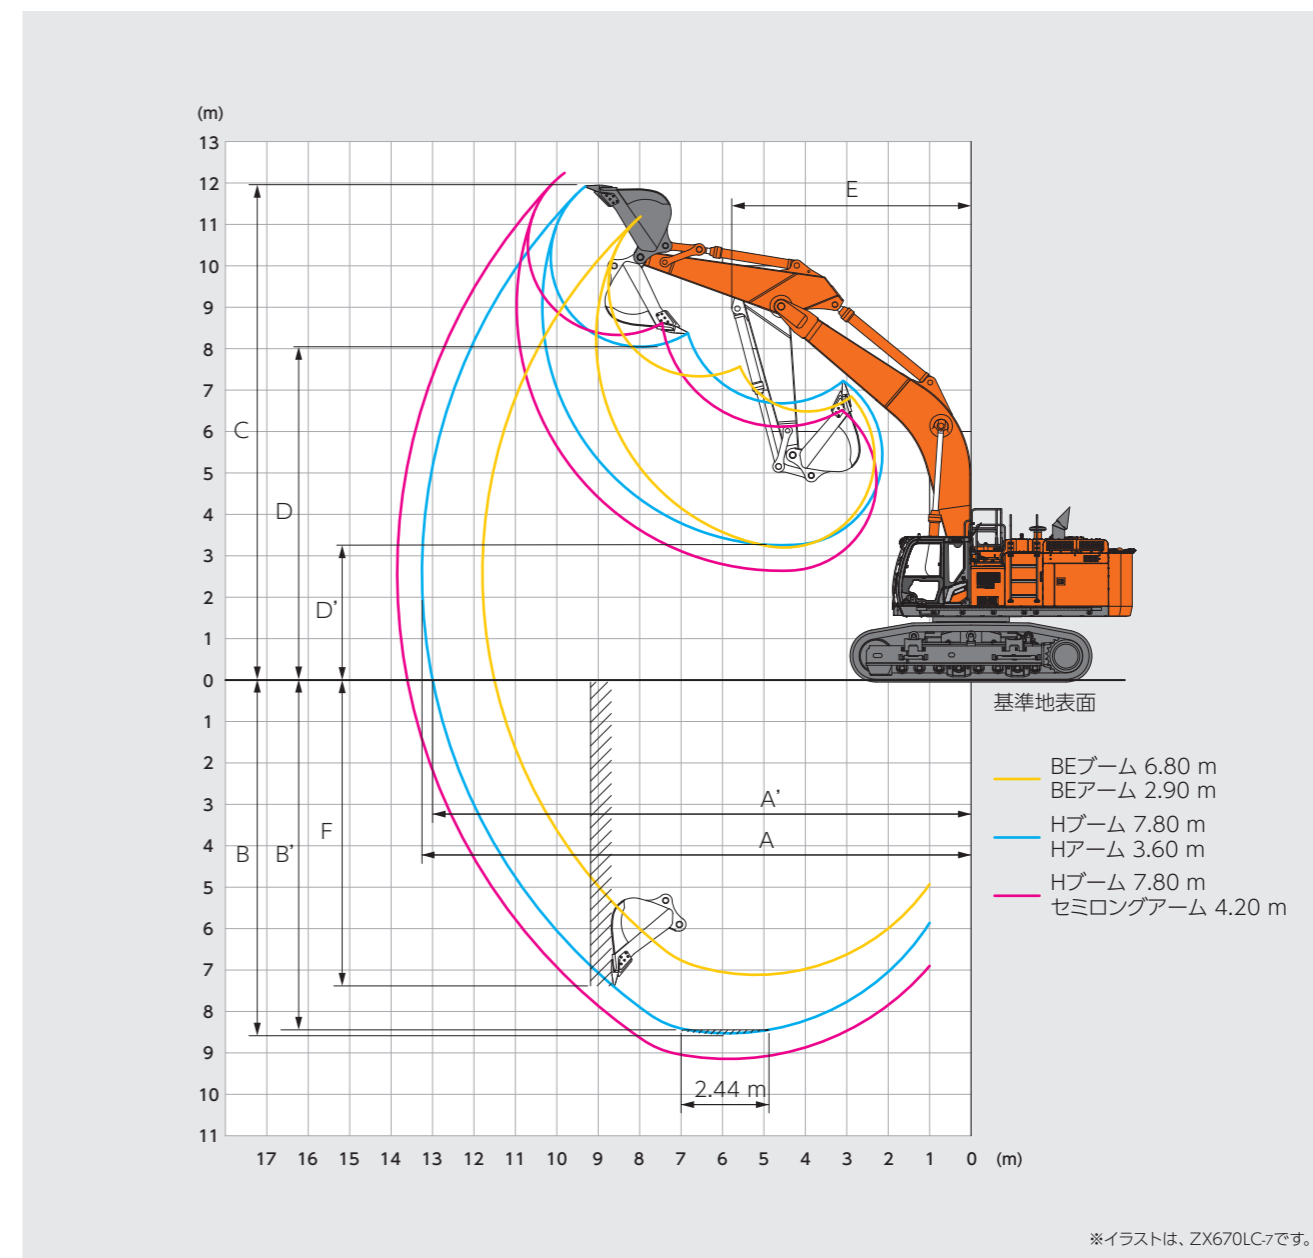 (m)
13
12
11
10
9
8
7
6
5
4
3
2
1
0
1
2
3
4
5
6
7
8
9
10
11
17 16 15 14 13 12 11 10 9 8 7 6 5 4 3 2 1 0 (m)
E
C
D
D'
基準地表面
A'
A
B
B'
F
2.44 m
BEブーム 6.80 m
BEアーム 2.90 m
Hブーム 7.80 m
Hアーム 3.60 m
Hブーム 7.80 m
セミロングアーム 4.20 m
※イラストは、ZX670LC-7です。